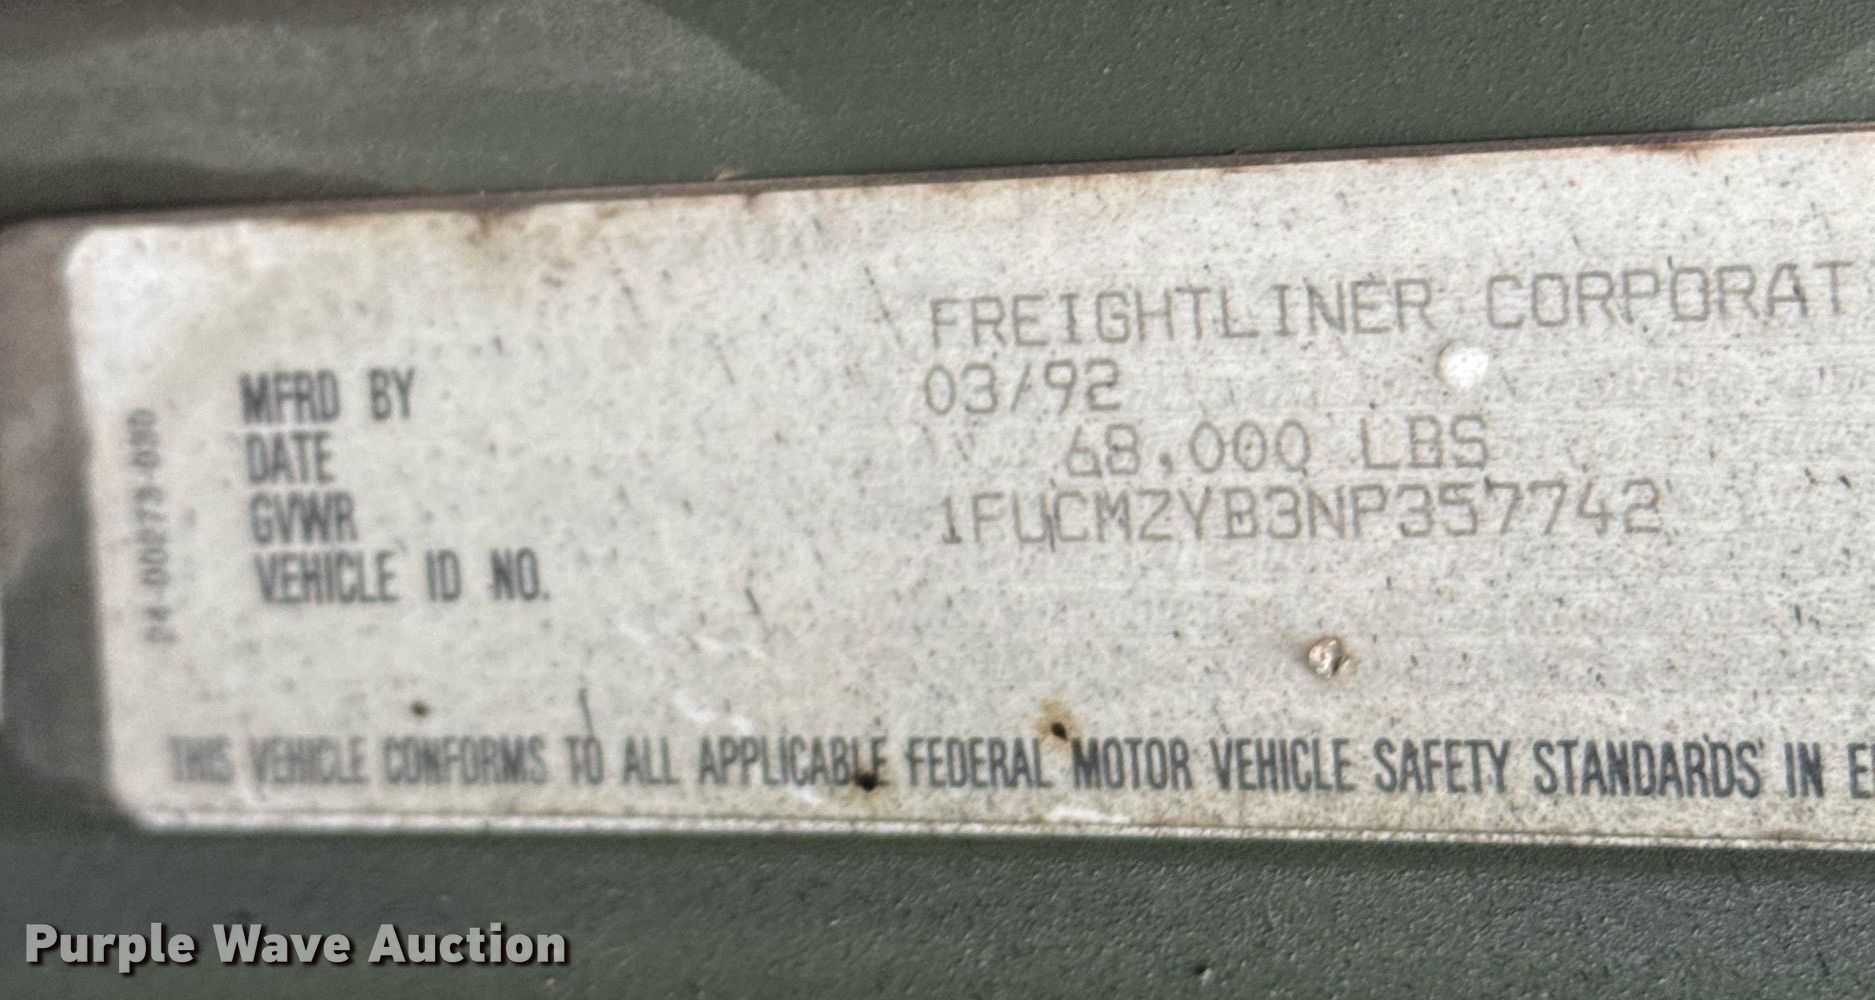 FREIGHTLINER CORPORAT
MFRD BY
03/92
DATE
68,000 LBS
GVWR
1FUCMZYB3NP357742
VEHICLE ID NO.
THIS VEHICLE CONFORMS TO ALL APPLICABLE FEDERAL MOTOR VEHICLE SAFETY STANDARDS IN E
Purple Wave Auction